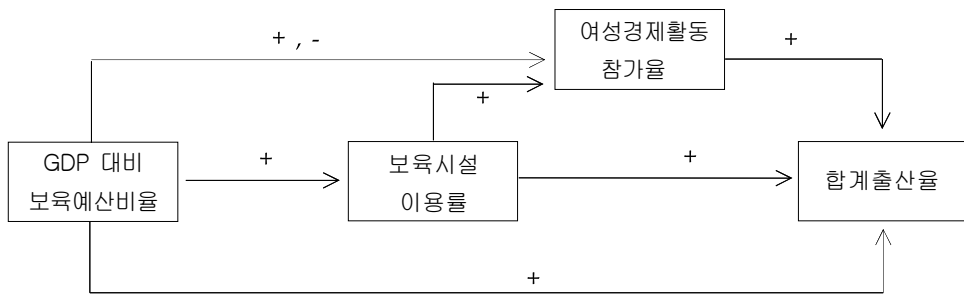 + , -
여성경제활동
참가율
+
+
GDP 대비
보육예산비율
+
보육시설
이용률
+
합계출산율
+